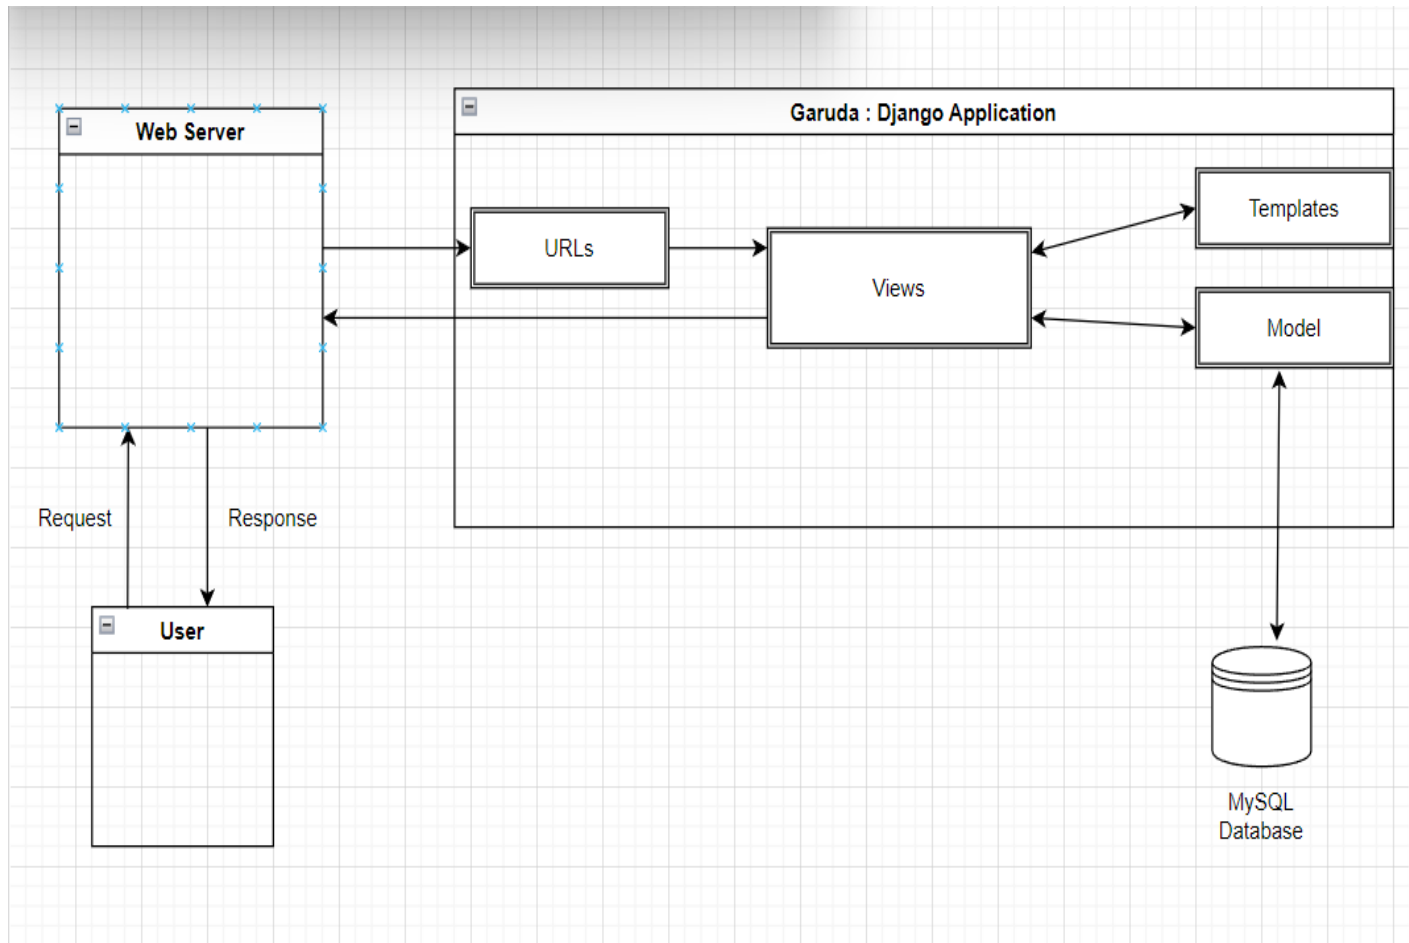 Web Server
Garuda : Django Application
URLs
Views
Templates
Model
Request
Response
User
MySQL
Database